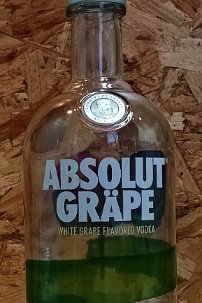 ABSOLUT®
GRÄPE
WHITE GRAPE FLAVORED VODKA